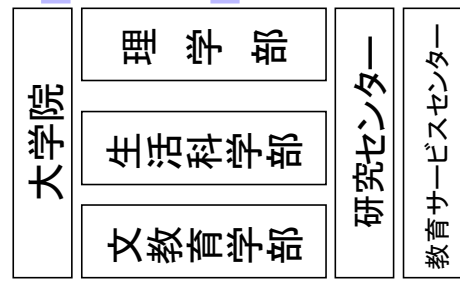 大学院
理学部
生活科学部
文教育学部
研究センター
教育サービスセンター